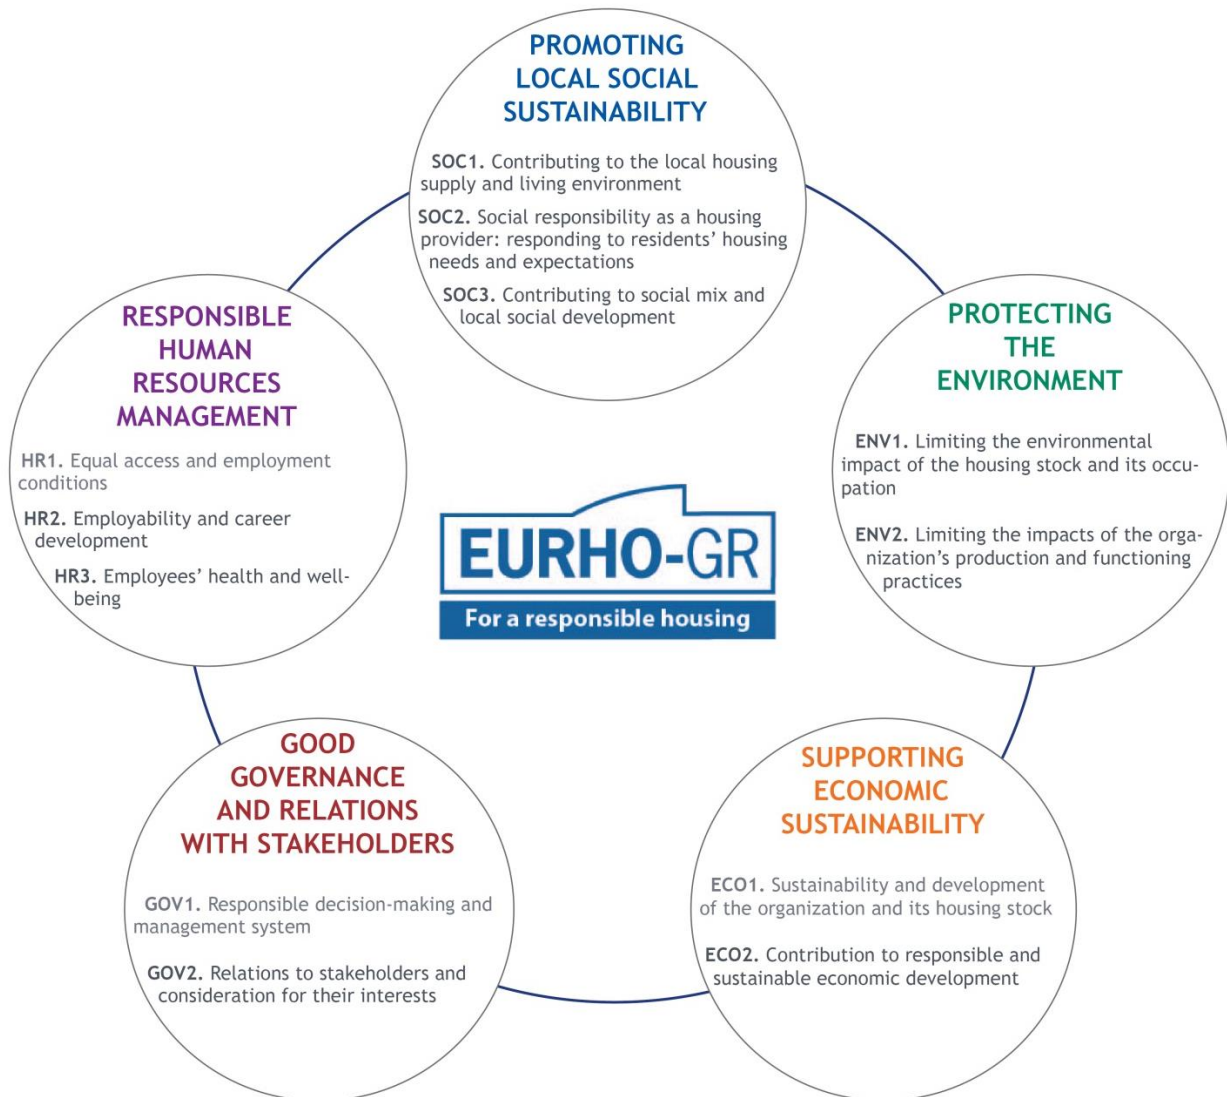 PROMOTING
LOCAL SOCIAL
SUSTAINABILITY
SOC1. Contributing to the local housing
supply and living environment
SOC2. Social responsibility as a housing
provider: responding to residents’ housing
needs and expectations
SOC3. Contributing to social mix and
local social development
RESPONSIBLE
HUMAN
RESOURCES
MANAGEMENT
HR1. Equal access and employment
conditions
HR2. Employability and career
development
HR3. Employees’ health and well-
being
PROTECTING
THE
ENVIRONMENT
ENV1. Limiting the environmental
impact of the housing stock and its occu-
pation
ENV2. Limiting the impacts of the orga-
nization’s production and functioning
practices
EURHO-GR
For a responsible housing
GOOD
GOVERNANCE
AND RELATIONS
WITH STAKEHOLDERS
GOV1. Responsible decision-making and
management system
GOV2. Relations to stakeholders and
consideration for their interests
SUPPORTING
ECONOMIC
SUSTAINABILITY
ECO1. Sustainability and development
of the organization and its housing stock
ECO2. Contribution to responsible and
sustainable economic development